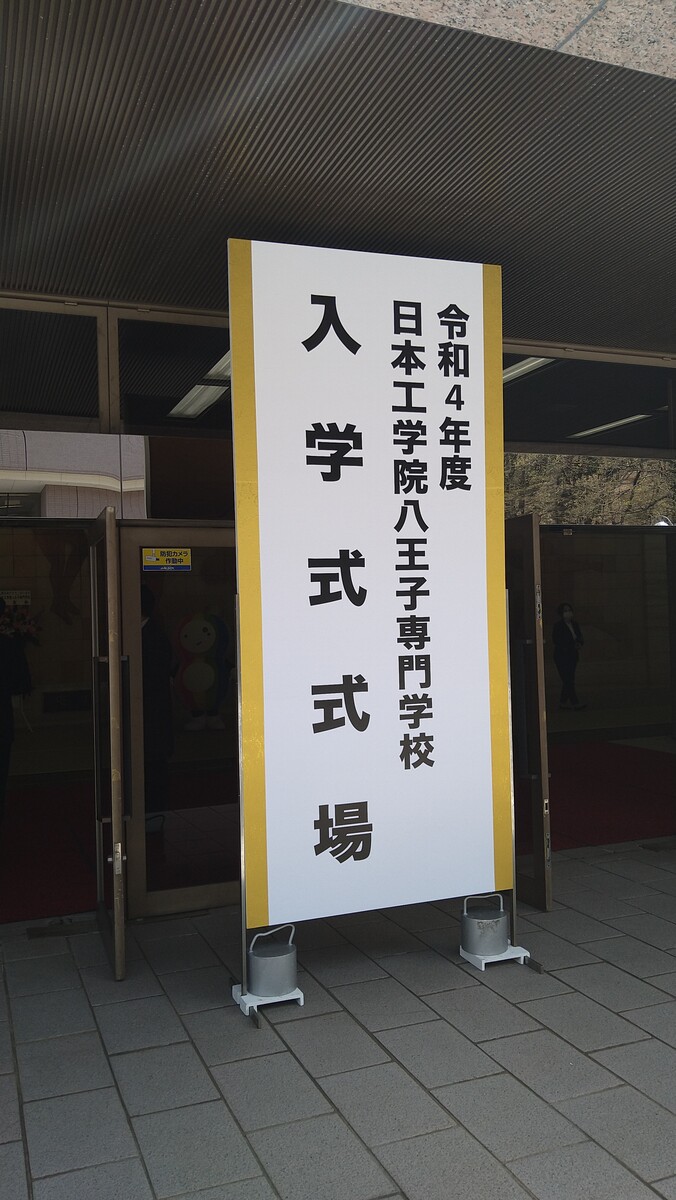 令和4年度
日本工学院八王子専門学校
入学式式場
防犯カメラ
作動中